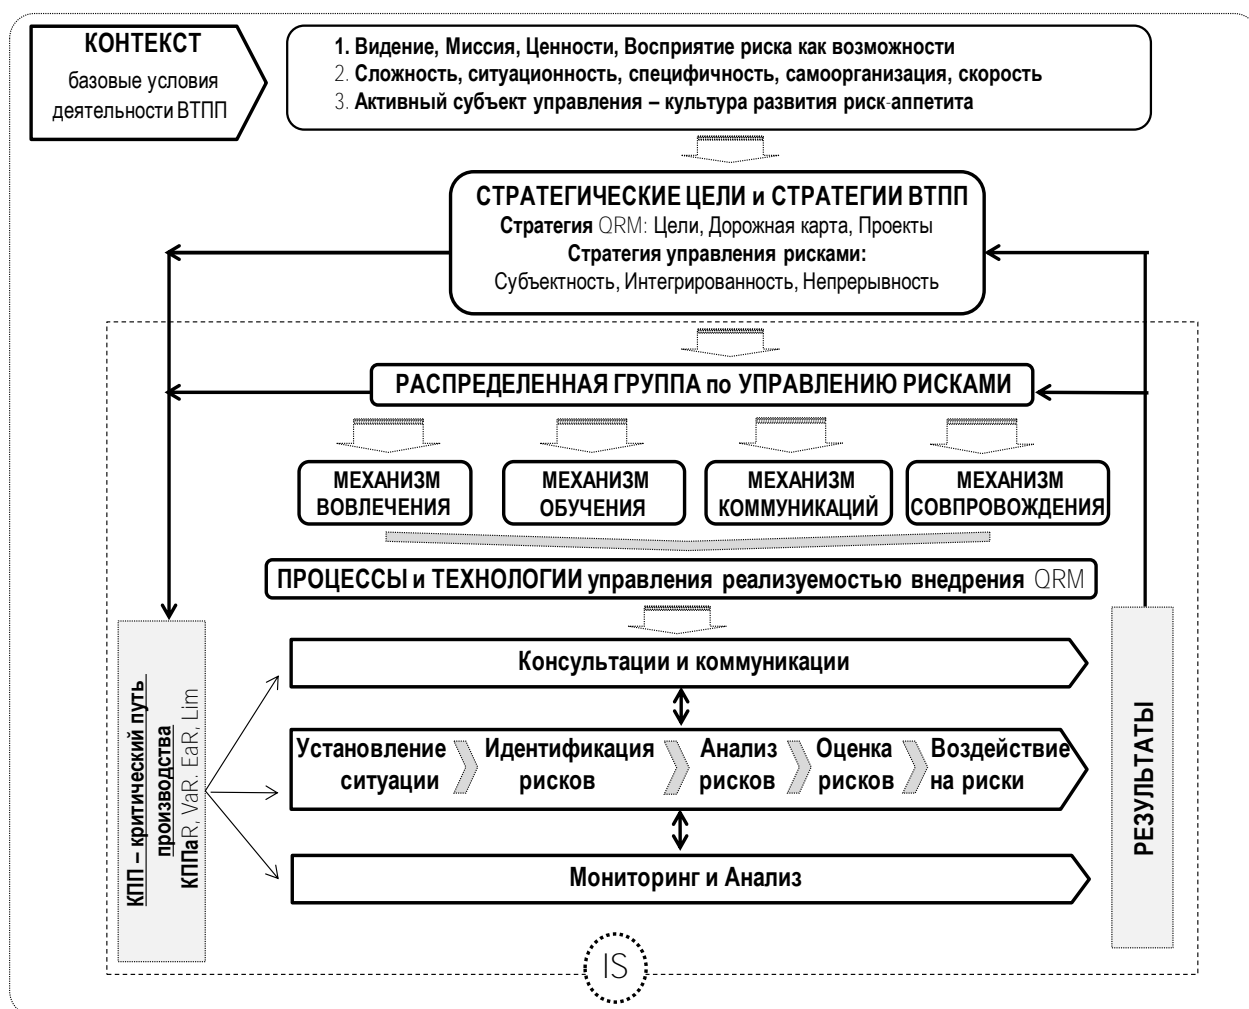 КОНТЕКСТ
базовые условия
деятельности ВТПП
1. Видение, Миссия, Ценности, Восприятие риска как возможности
2. Сложность, ситуационность, специфичность, самоорганизация, скорость
3. Активный субъект управления – культура развития риск-аппетита
СТРАТЕГИЧЕСКИЕ ЦЕЛИ и СТРАТЕГИИ ВТПП
Стратегия QRM: Цели, Дорожная карта, Проекты
Стратегия управления рисками:
Субъектность, Интегрированность, Непрерывность
РАСПРЕДЕЛЕННАЯ ГРУППА по УПРАВЛЕНИЮ РИСКАМИ
МЕХАНИЗМ
ВОВЛЕЧЕНИЯ
МЕХАНИЗМ
ОБУЧЕНИЯ
МЕХАНИЗМ
КОММУНИКАЦИЙ
МЕХАНИЗМ
СОВПРОВОЖДЕНИЯ
ПРОЦЕССЫ и ТЕХНОЛОГИИ управления реализуемостью внедрения QRM
КПП – критический путь
производства
КППaR, VaR. EaR, Lim
Консультации и коммуникации
Установление
ситуации
Идентификация
рисков
Анализ
рисков
Оценка
рисков
Воздействие
на риски
Мониторинг и Анализ
РЕЗУЛЬТАТЫ
IS